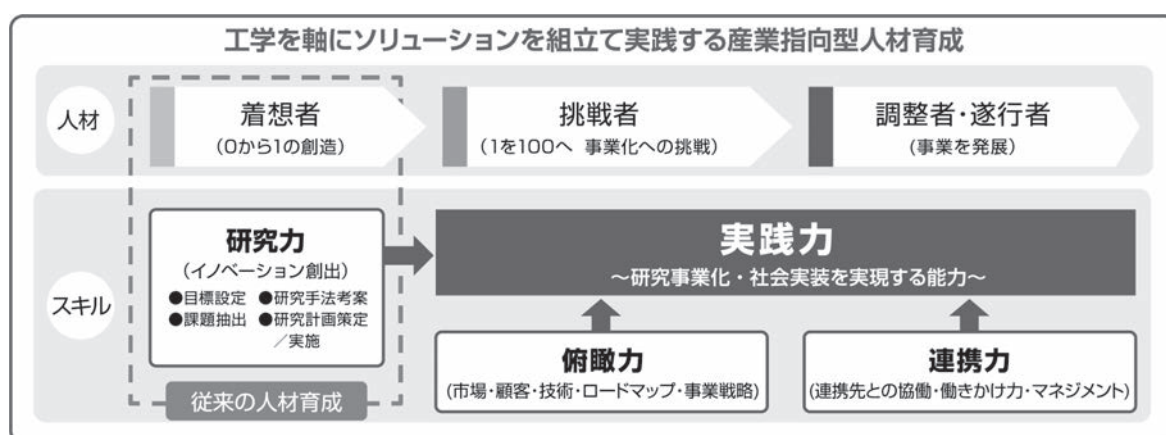 工学を軸にソリューションを組立て実践する産業指向型人材育成
人材
着想者
(0から1の創造)
挑戦者
(1を100へ 事業化への挑戦)
調整者・遂行者
(事業を発展)
スキル
研究力
(イノベーション創出)
●目標設定 ●研究手法考案
●課題抽出 ●研究計画策定
／実施
従来の人材育成
実践力
～研究事業化・社会実装を実現する能力～
俯瞰力
(市場・顧客・技術・ロードマップ・事業戦略)
連携力
(連携先との協働・働きかけ力・マネジメント)